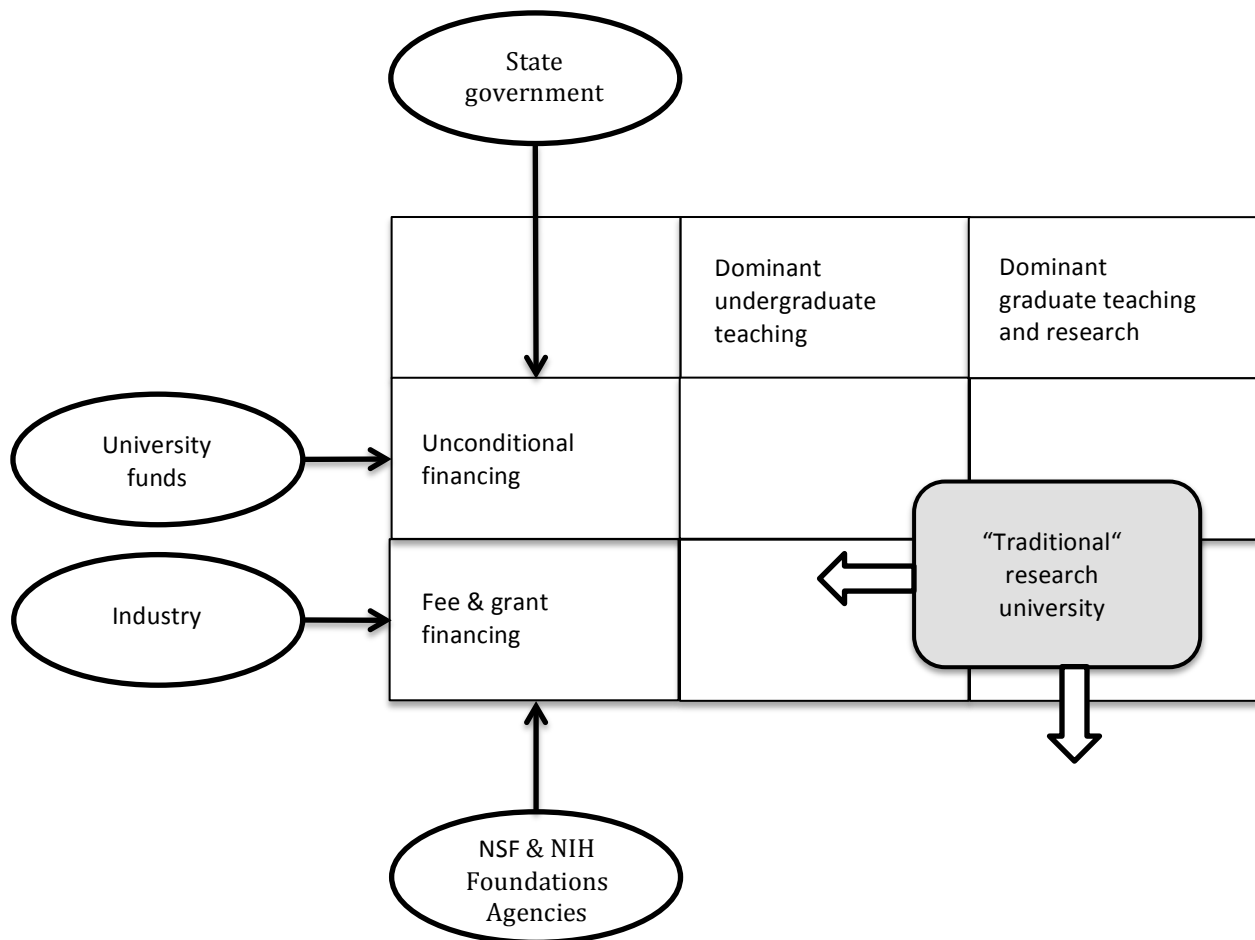 State
government
Dominant
undergraduate
teaching
Dominant
graduate teaching
and research
University
funds
Unconditional
financing
“Traditional“
research
university
Industry
Fee & grant
financing
NSF & NIH
Foundations
Agencies